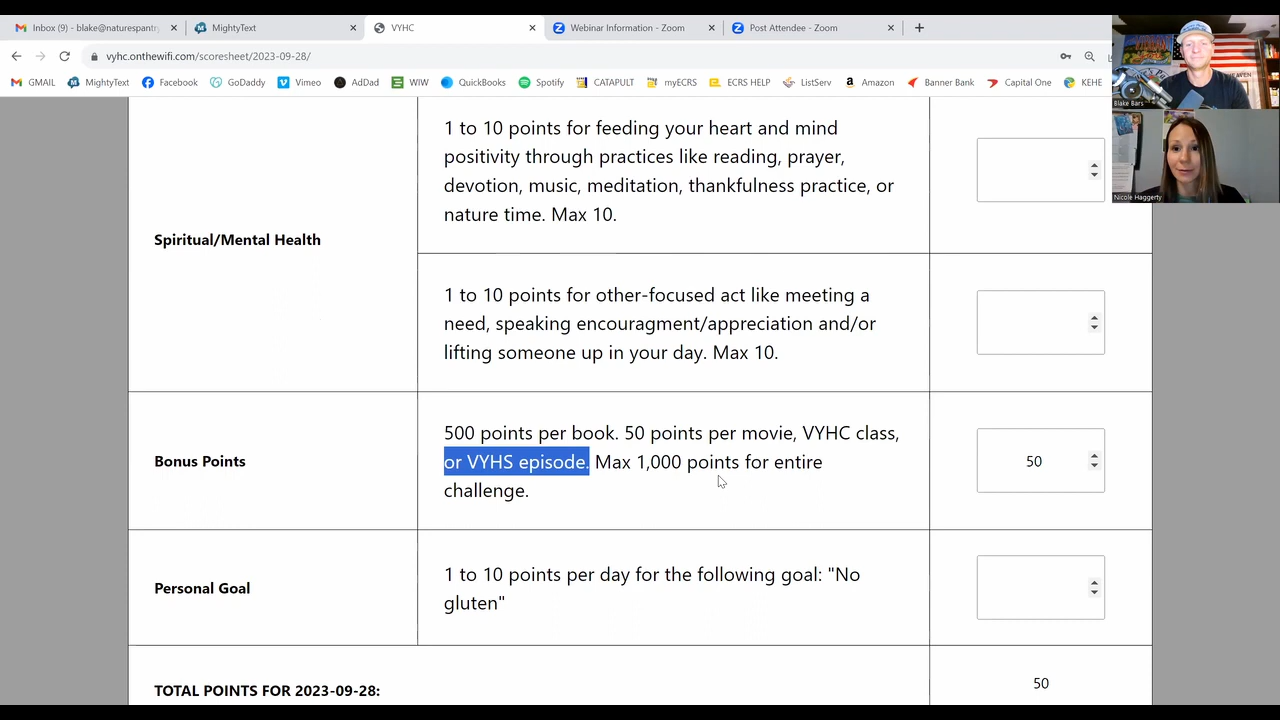 Inbox (9) - blake@naturespantr
MightyText
VYHC
Webinar Information - Zoom
Post Attendee - Zoom
vyhc.onthewifi.com/scoresheet/2023-09-28/
GMAIL
MightyText
Facebook
GoDaddy
Vimeo
AdDad
WIW
QuickBooks
Spotify
CATAPULT
myECRS
ECRS HELP
ListServ
Amazon
Banner Bank
Capital One
KEHE
Blake Bars
Nicole Haggerty
1 to 10 points for feeding your heart and mind
positivity through practices like reading, prayer,
devotion, music, meditation, thankfulness practice, or
nature time. Max 10.
Spiritual/Mental Health
1 to 10 points for other-focused act like meeting a
need, speaking encouragment/appreciation and/or
lifting someone up in your day. Max 10.
500 points per book. 50 points per movie, VYHC class,
or VYHS episode. Max 1,000 points for entire
challenge.
Bonus Points
50
1 to 10 points per day for the following goal: "No
gluten"
Personal Goal
TOTAL POINTS FOR 2023-09-28:
50